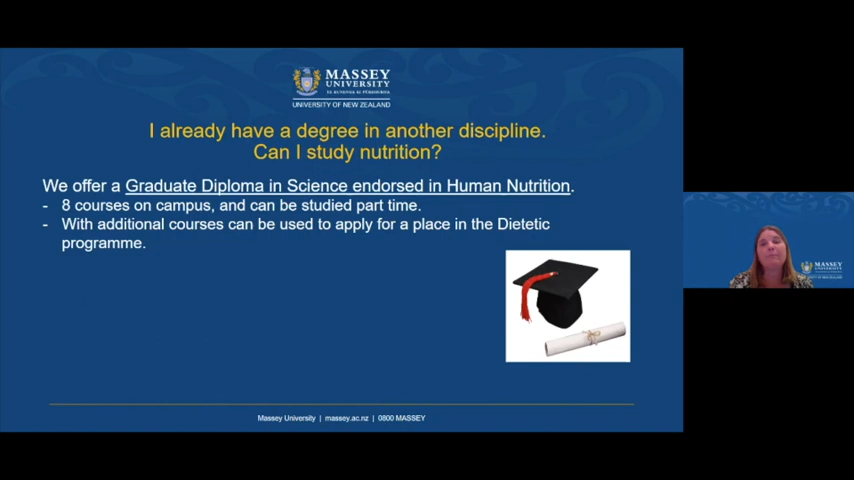 MASSEY
UNIVERSITY
TE KUNENGA KI PŪREHUROA
UNIVERSITY OF NEW ZEALAND
I already have a degree in another discipline.
Can I study nutrition?
We offer a Graduate Diploma in Science endorsed in Human Nutrition.
- 8 courses on campus, and can be studied part time.
- With additional courses can be used to apply for a place in the Dietetic
programme.
MASSEY
UNIVERSITY
Massey University | massey.ac.nz | 0800 MASSEY